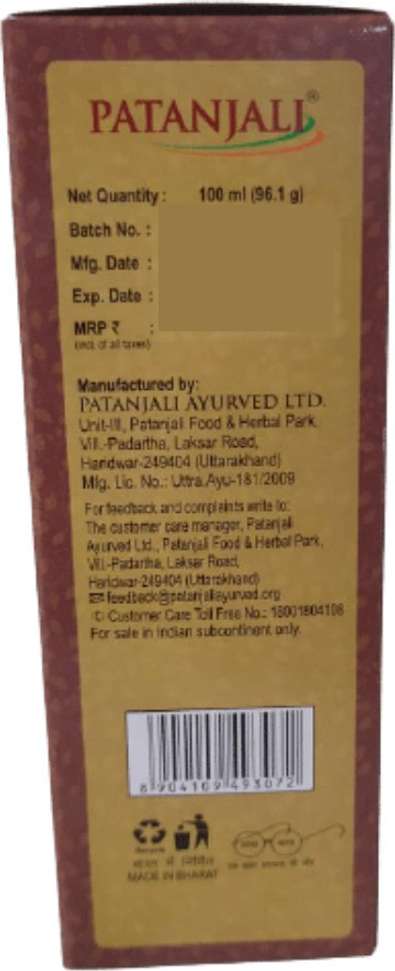 PATANJALI®
Net Quantity : 100 ml (96.1 g)
Batch No. :
Mfg. Date :
Exp. Date :
MRP ₹ :
(incl. of all taxes)
Manufactured by:
PATANJALI AYURVED LTD.
Unit-III, Patanjali Food & Herbal Park,
Vill.-Padartha, Laksar Road,
Haridwar-249404 (Uttarakhand)
Mfg. Lic. No.: Uttra.Ayu-181/2009
For feedback and complaints write to:
The customer care manager, Patanjali
Ayurved Ltd., Patanjali Food & Herbal Park,
Vill.-Padartha, Laksar Road,
Haridwar-249404 (Uttarakhand)
feedback@patanjaliayurved.org
Customer Care Toll Free No.: 18001804108
For sale in Indian subcontinent only.
8 904109 493072
भारत में निर्मित
MADE IN BHARAT